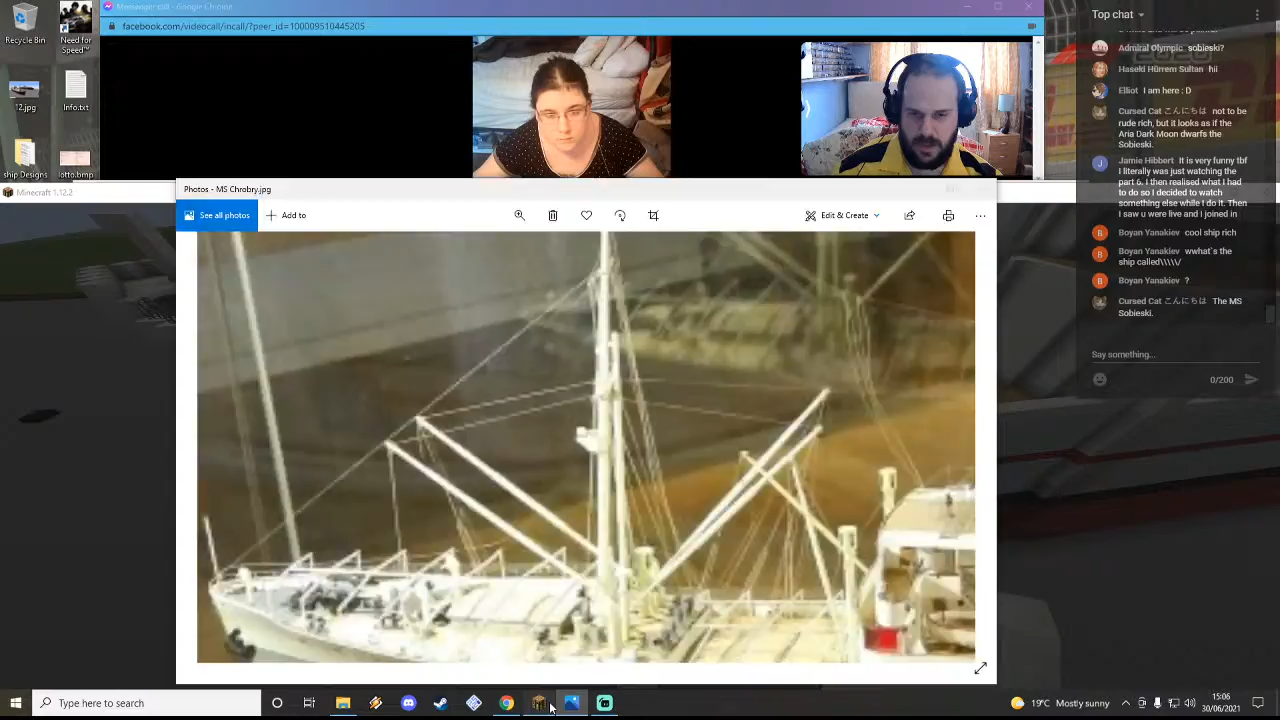 Messenger call - Google Chrome
facebook.com/videocall/incall/?peer_id=100009510445205
Recycle Bin
Need for
Speed™
12.jpg
Info.txt
ship Designs
lotto.bmp
Minecraft 1.12.2
Photos - MS Chrobry.jpg
See all photos
Add to
Edit & Create
Top chat
Admiral Olympic sobieski?
2020
Haseki Hürrem Sultan hii
Elliot I am here : D
Cursed Cat こんにちは not to be
rude rich, but it looks as if the
Aria Dark Moon dwarfs the
Sobieski.
Jamie Hibbert It is very funny tbf
I literally was just watching the
part 6. I then realised what I had
to do so I decided to watch
something else while I do it. Then
I saw u were live and I joined in
Boyan Yanakiev cool ship rich
Boyan Yanakiev wwhat`s the
ship called\\\\\/
Boyan Yanakiev ?
Cursed Cat こんにちは The MS
Sobieski.
Say something...
0/200
Type here to search
19°C Mostly sunny
15:06
30/06/2021